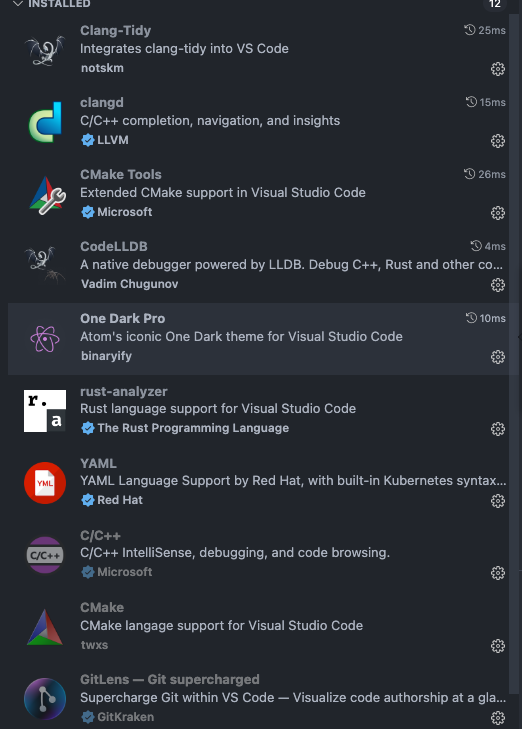 INSTALLED 12
Clang-Tidy 25ms
Integrates clang-tidy into VS Code
notskm
clangd 15ms
C/C++ completion, navigation, and insights
LLVM
CMake Tools 26ms
Extended CMake support in Visual Studio Code
Microsoft
CodeLLDB 4ms
A native debugger powered by LLDB. Debug C++, Rust and other co...
Vadim Chugunov
One Dark Pro 10ms
Atom's iconic One Dark theme for Visual Studio Code
binaryify
r.
a
rust-analyzer
Rust language support for Visual Studio Code
The Rust Programming Language
YAML
YML
YAML Language Support by Red Hat, with built-in Kubernetes syntax...
Red Hat
C/C++
C/C++
C/C++ IntelliSense, debugging, and code browsing.
Microsoft
CMake
CMake langage support for Visual Studio Code
twxs
GitLens — Git supercharged
Supercharge Git within VS Code — Visualize code authorship at a gla...
GitKraken